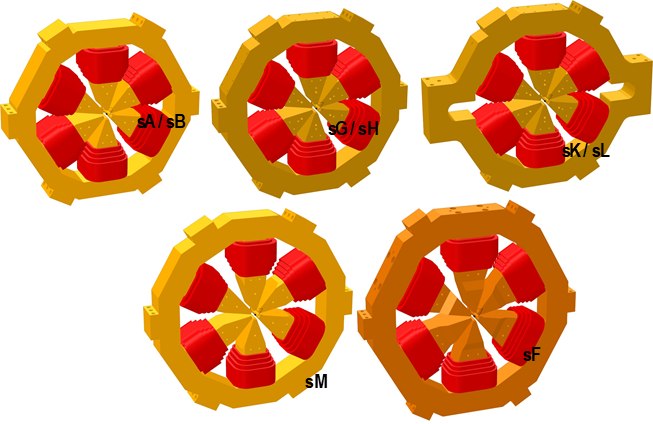 sA / sB
sG / sH
sK / sL
sM
sF